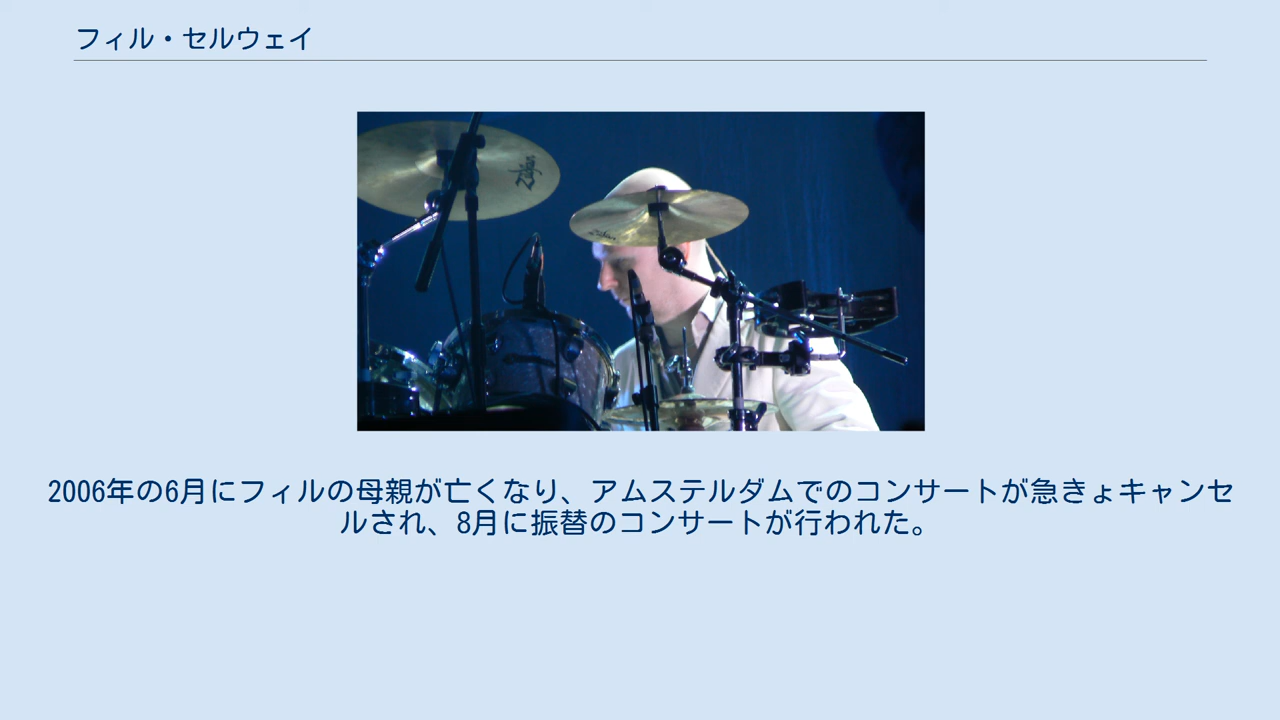 フィル・セルウェイ
2006年の6月にフィルの母親が亡くなり、アムステルダムでのコンサートが急きょキャンセ
ルされ、8月に振替のコンサートが行われた。